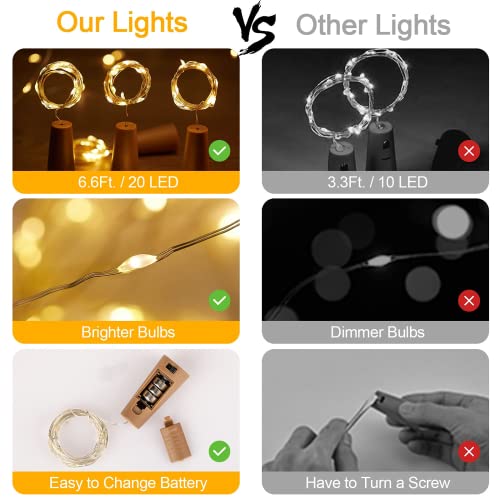 Our Lights
VS
Other Lights
6.6Ft. / 20 LED
3.3Ft. / 10 LED
Brighter Bulbs
Dimmer Bulbs
Easy to Change Battery
Have to Turn a Screw